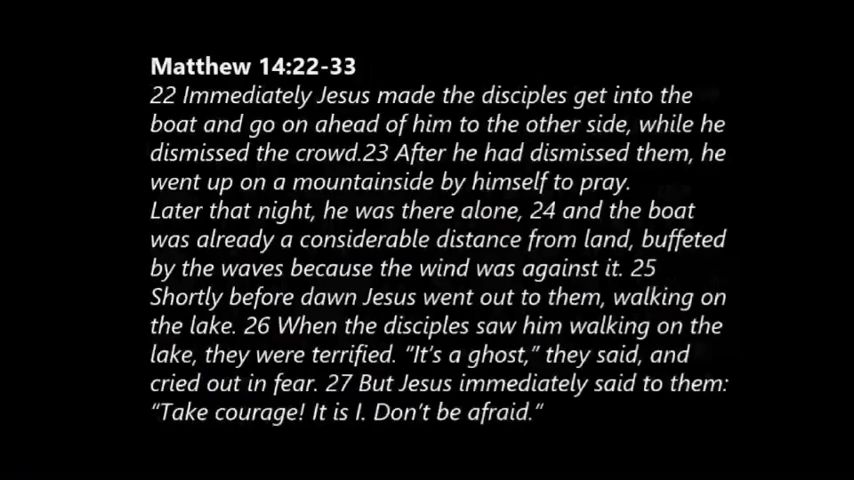 Matthew 14:22-33
22 Immediately Jesus made the disciples get into the
boat and go on ahead of him to the other side, while he
dismissed the crowd.23 After he had dismissed them, he
went up on a mountainside by himself to pray.
Later that night, he was there alone, 24 and the boat
was already a considerable distance from land, buffeted
by the waves because the wind was against it. 25
Shortly before dawn Jesus went out to them, walking on
the lake. 26 When the disciples saw him walking on the
lake, they were terrified. “It’s a ghost,” they said, and
cried out in fear. 27 But Jesus immediately said to them:
“Take courage! It is I. Don’t be afraid.“